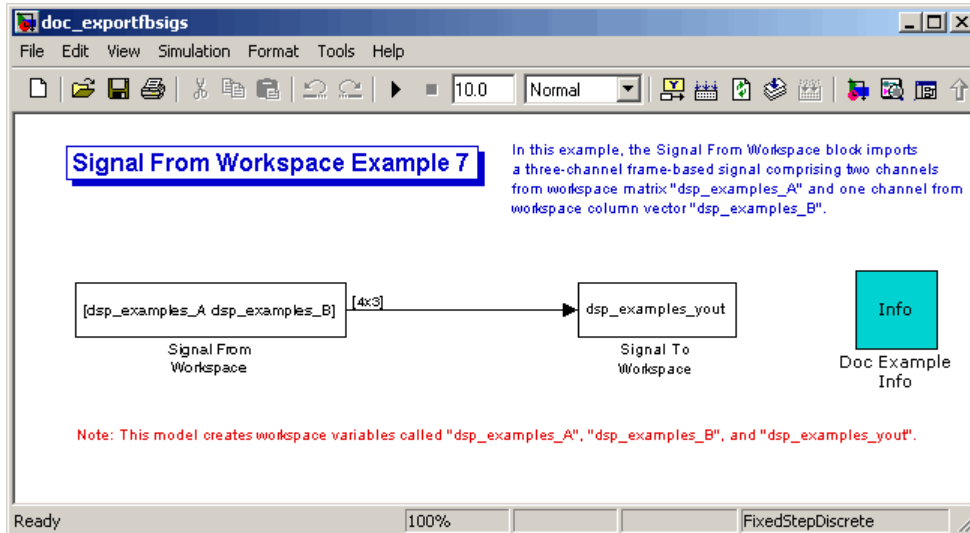 doc_exportfbsigs
File Edit View Simulation Format Tools Help
10.0 Normal
Signal From Workspace Example 7
In this example, the Signal From Workspace block imports
a three-channel frame-based signal comprising two channels
from workspace matrix "dsp_examples_A" and one channel from
workspace column vector "dsp_examples_B".
[dsp_examples_A dsp_examples_B]
[4x3]
dsp_examples_yout
Info
Signal From
Workspace
Signal To
Workspace
Doc Example
Info
Note: This model creates workspace variables called "dsp_examples_A", "dsp_examples_B", and "dsp_examples_yout".
Ready 100% FixedStepDiscrete